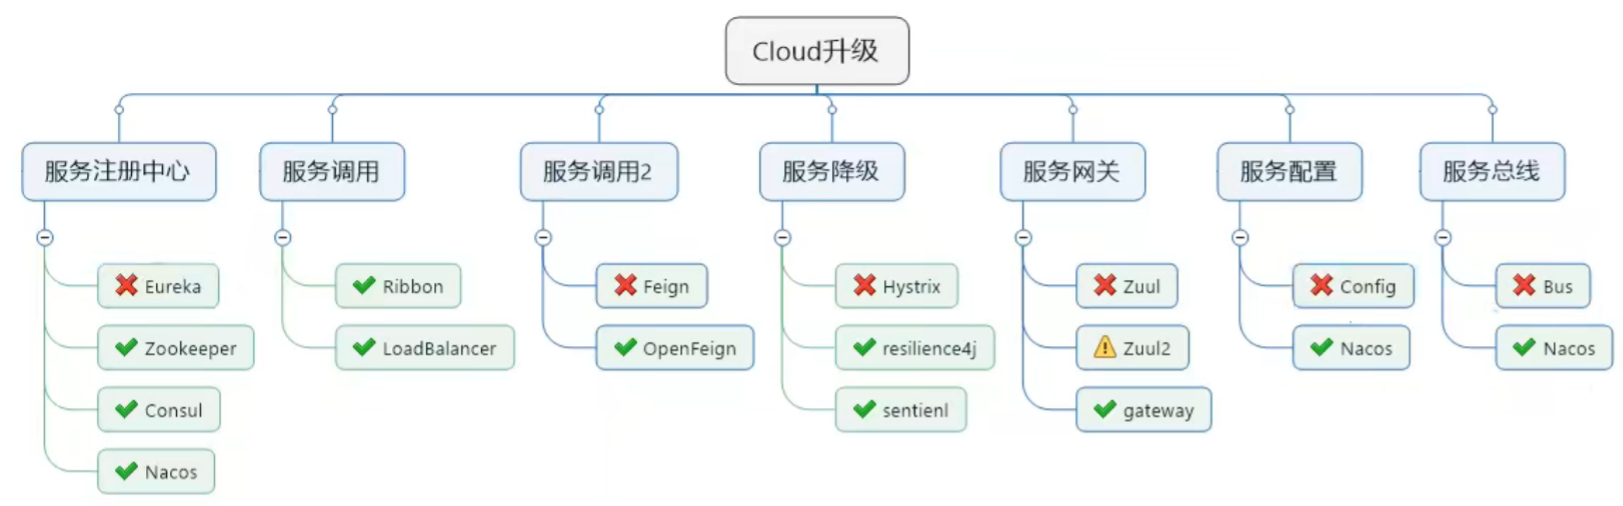 Cloud升级
服务注册中心
Eureka
Zookeeper
Consul
Nacos
服务调用
Ribbon
LoadBalancer
服务调用2
Feign
OpenFeign
服务降级
Hystrix
resilience4j
sentienl
服务网关
Zuul
Zuul2
gateway
服务配置
Config
Nacos
服务总线
Bus
Nacos